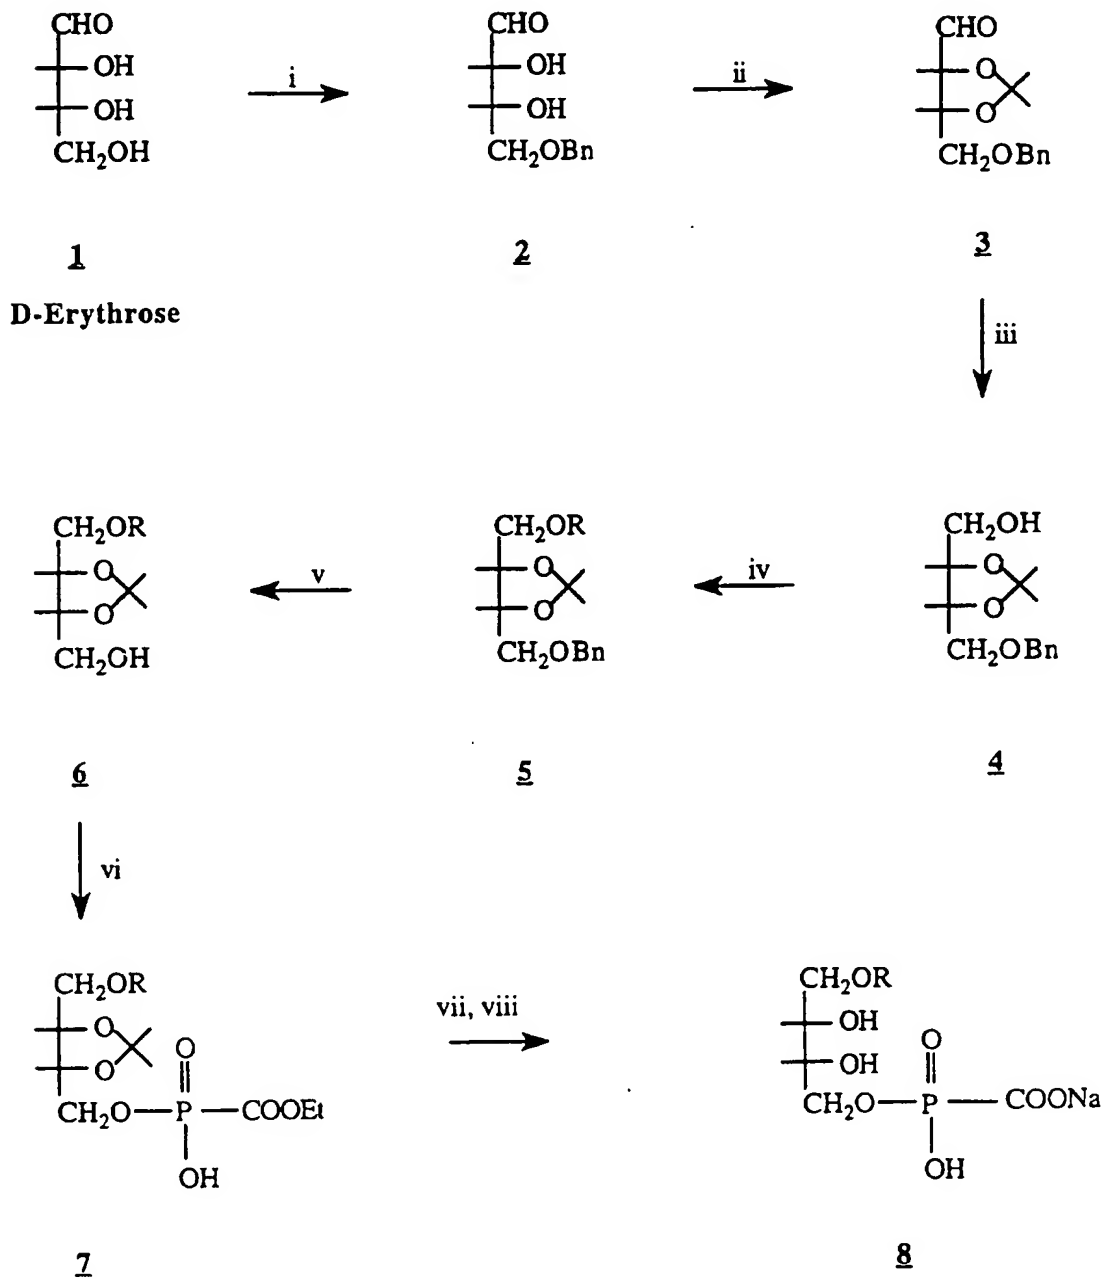 CHO
OH
OH
CH₂OH
1
D-Erythrose
i
CHO
OH
OH
CH₂OBn
2
ii
CHO
O
O
CH₂OBn
3
iii
CH₂OH
O
O
CH₂OBn
4
iv
CH₂OR
O
O
CH₂OBn
5
v
CH₂OR
O
O
CH₂OH
6
vi
CH₂OR
O
O
O
CH₂O P COOEt
OH
7
vii, viii
CH₂OR
OH
OH
O
CH₂O P COONa
OH
8